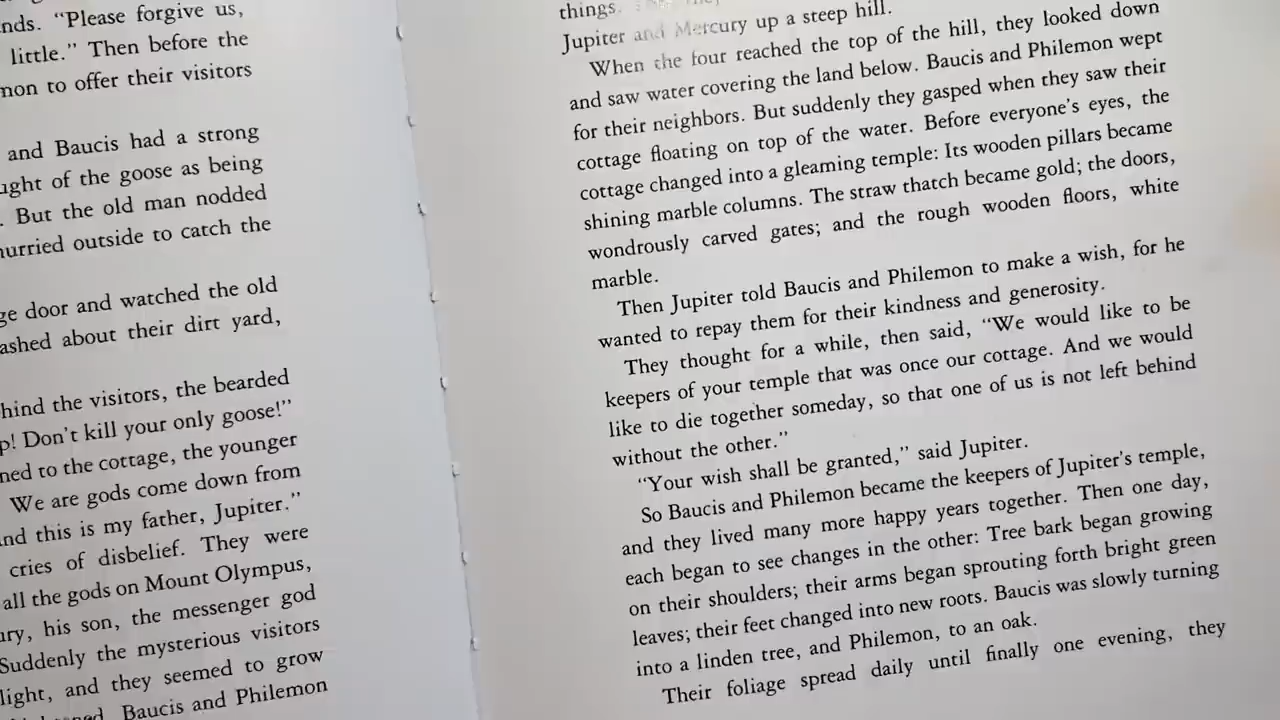 nds. “Please forgive us,
little.” Then before the
non to offer their visitors
and Baucis had a strong
ught of the goose as being
. But the old man nodded
hurried outside to catch the
ge door and watched the old
ashed about their dirt yard,
hind the visitors, the bearded
p! Don’t kill your only goose!”
ned to the cottage, the younger
We are gods come down from
nd this is my father, Jupiter.”
cries of disbelief. They were
all the gods on Mount Olympus,
ury, his son, the messenger god
Suddenly the mysterious visitors
light, and they seemed to grow
Baucis and Philemon
things.
Jupiter and Mercury up a steep hill.
When the four reached the top of the hill, they looked down
and saw water covering the land below. Baucis and Philemon wept
for their neighbors. But suddenly they gasped when they saw their
cottage floating on top of the water. Before everyone’s eyes, the
cottage changed into a gleaming temple: Its wooden pillars became
shining marble columns. The straw thatch became gold; the doors,
wondrously carved gates; and the rough wooden floors, white
marble.
Then Jupiter told Baucis and Philemon to make a wish, for he
wanted to repay them for their kindness and generosity.
They thought for a while, then said, “We would like to be
keepers of your temple that was once our cottage. And we would
like to die together someday, so that one of us is not left behind
without the other.”
“Your wish shall be granted,” said Jupiter.
So Baucis and Philemon became the keepers of Jupiter’s temple,
and they lived many more happy years together. Then one day,
each began to see changes in the other: Tree bark began growing
on their shoulders; their arms began sprouting forth bright green
leaves; their feet changed into new roots. Baucis was slowly turning
into a linden tree, and Philemon, to an oak.
Their foliage spread daily until finally one evening, they